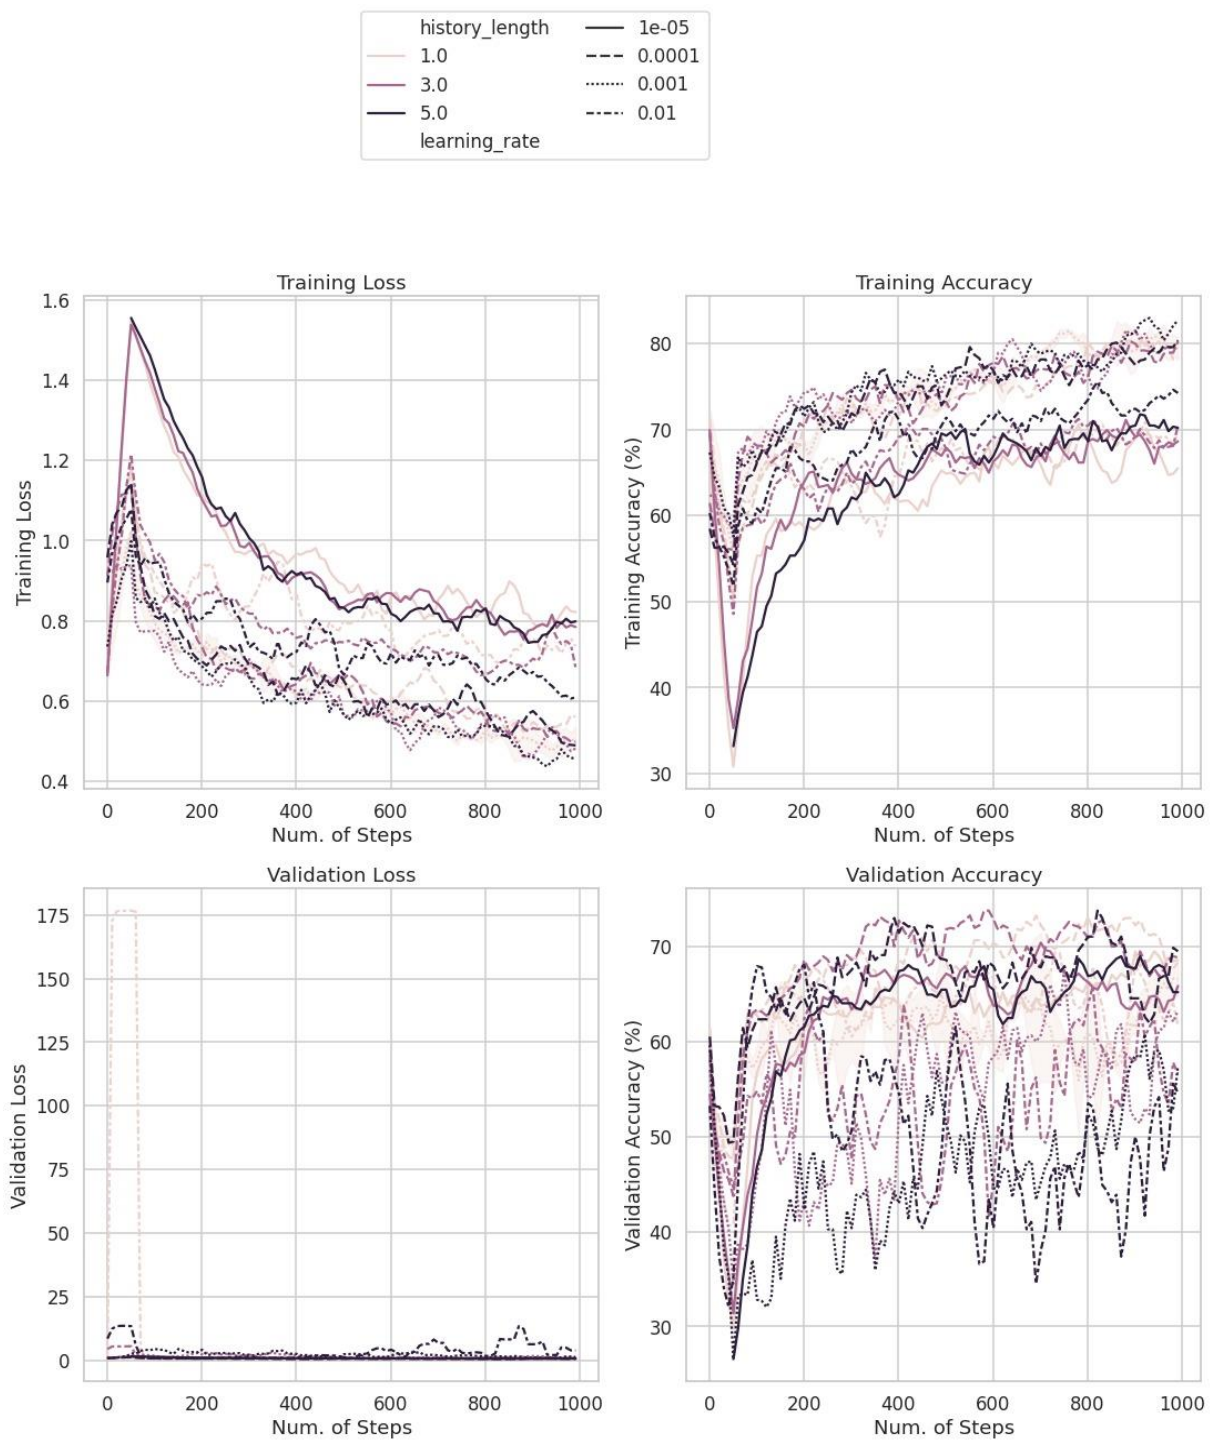 history_length
1.0
3.0
5.0
learning_rate
1e-05
0.0001
0.001
0.01
Training Loss
Training Loss
1.6
1.4
1.2
1.0
0.8
0.6
0.4
0 200 400 600 800 1000
Num. of Steps
Training Accuracy
Training Accuracy (%)
80
70
60
50
40
30
0 200 400 600 800 1000
Num. of Steps
Validation Loss
Validation Loss
175
150
125
100
75
50
25
0
0 200 400 600 800 1000
Num. of Steps
Validation Accuracy
Validation Accuracy (%)
70
60
50
40
30
0 200 400 600 800 1000
Num. of Steps